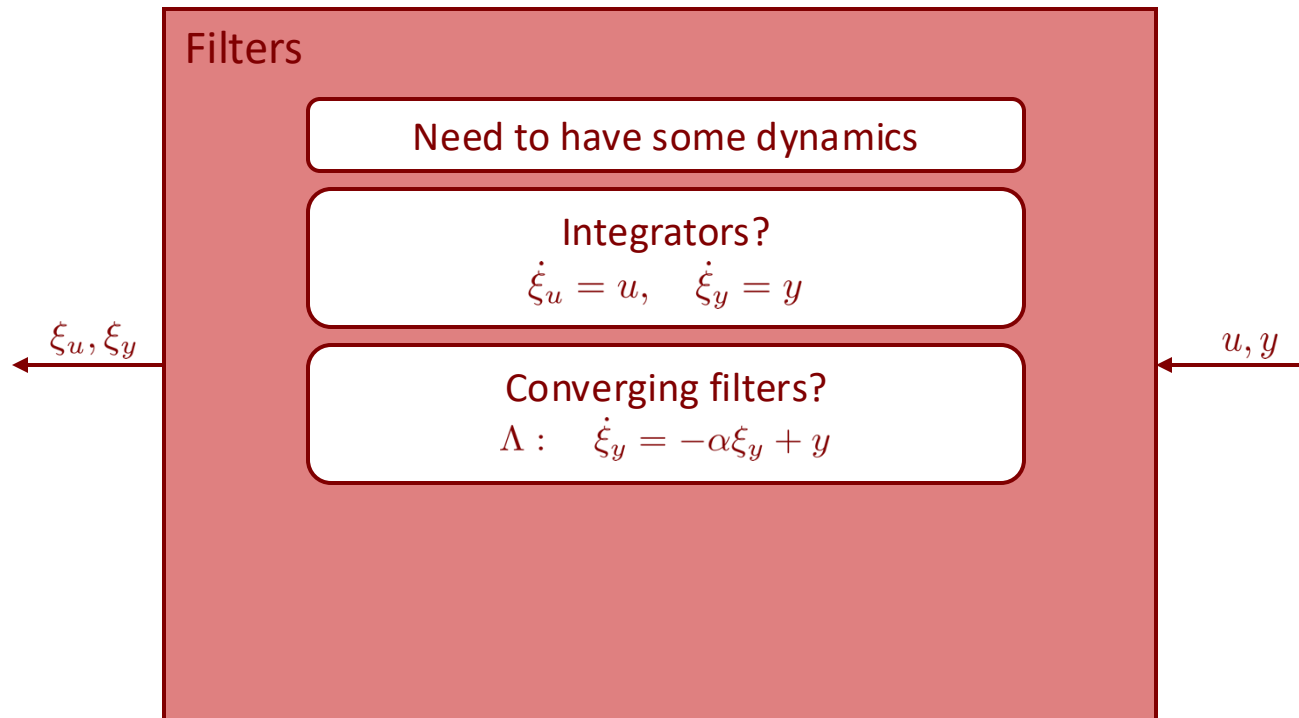 Filters
Need to have some dynamics
Integrators?
ξ̇_u = u, ξ̇_y = y
ξ_u, ξ_y
u, y
Converging filters?
Λ : ξ̇_y = −αξ_y + y